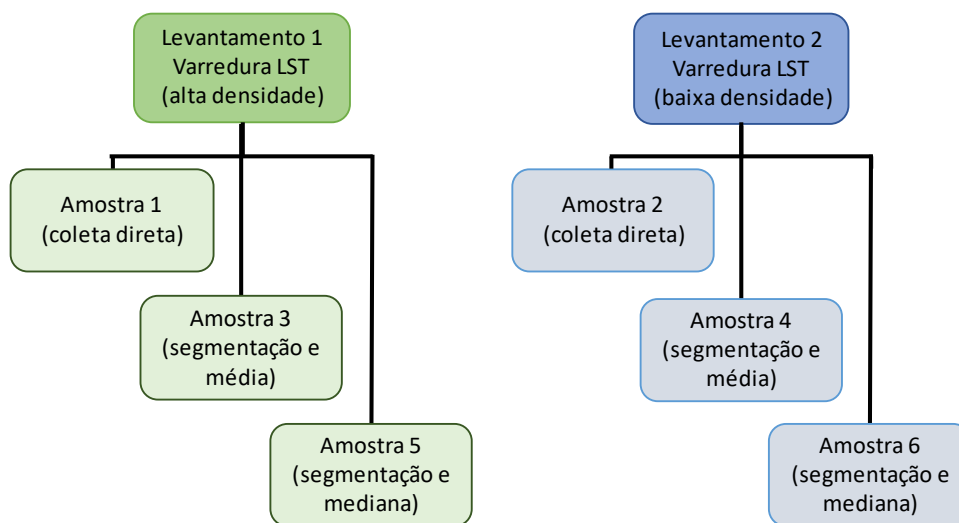 Levantamento 1
Varredura LST
(alta densidade)
Levantamento 2
Varredura LST
(baixa densidade)
Amostra 1
(coleta direta)
Amostra 2
(coleta direta)
Amostra 3
(segmentação e
média)
Amostra 4
(segmentação e
média)
Amostra 5
(segmentação e
mediana)
Amostra 6
(segmentação e
mediana)